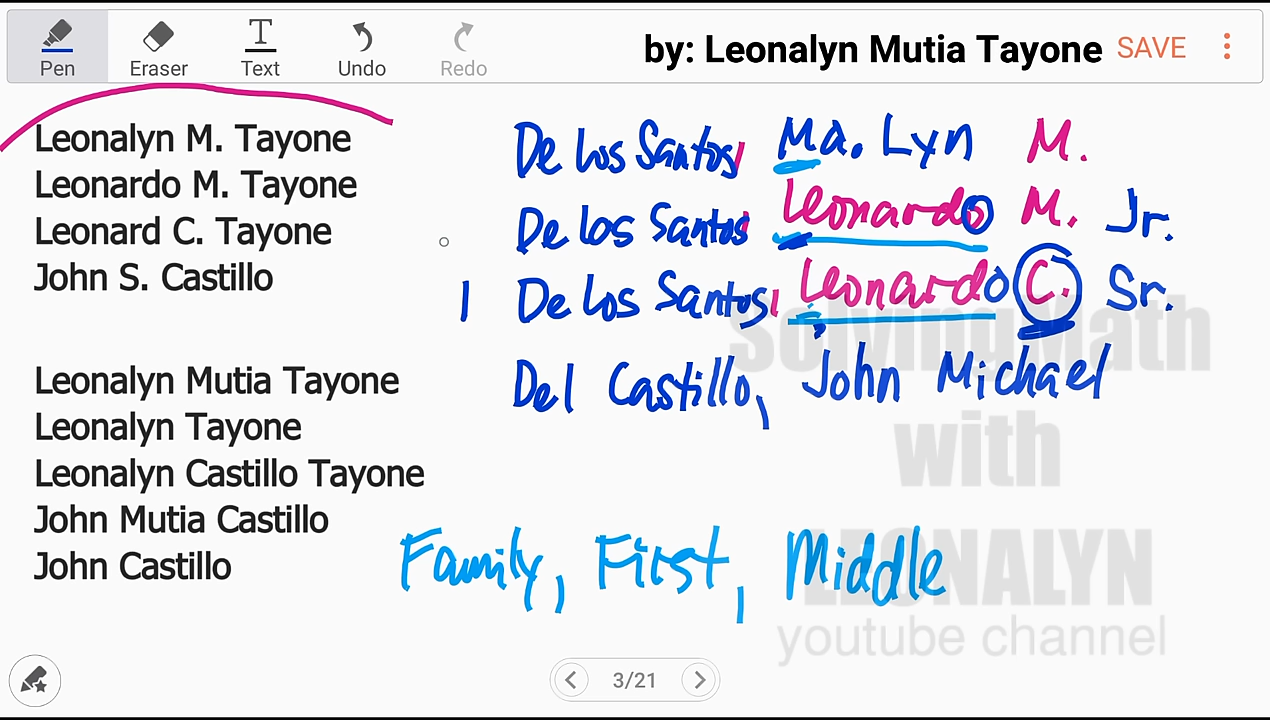 Pen Eraser Text Undo Redo by: Leonalyn Mutia Tayone SAVE
Leonalyn M. Tayone
Leonardo M. Tayone
Leonard C. Tayone
John S. Castillo
Leonalyn Mutia Tayone
Leonalyn Tayone
Leonalyn Castillo Tayone
John Mutia Castillo
John Castillo
De los Santos, Ma. Lyn M.
De los Santos, Leonardo M. Jr.
1 De los Santos, Leonardo C. Sr.
Del Castillo, John Michael
Family, First, Middle
SolvingMath
with
LEONALYN
youtube channel
3/21